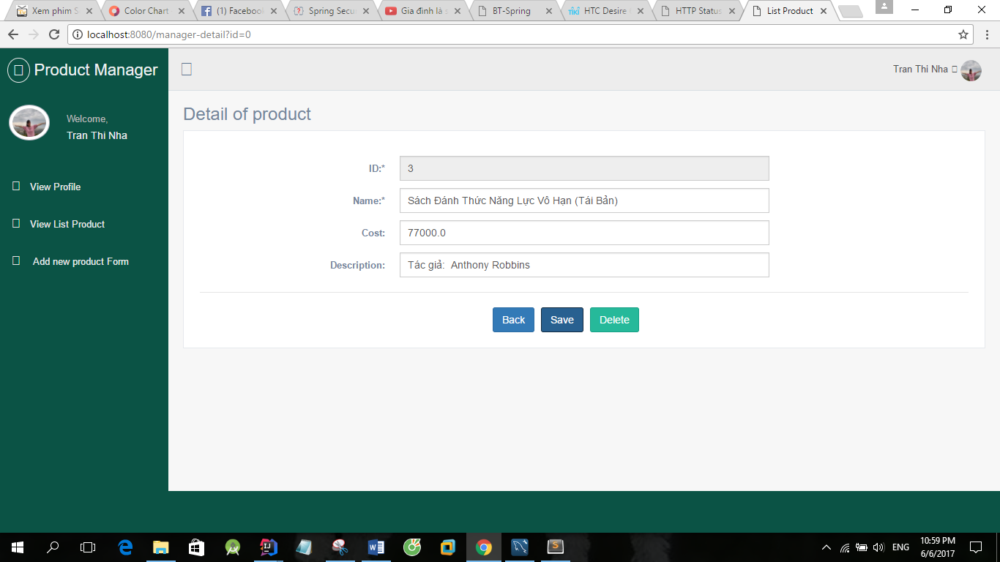 Xem phim S
Color Chart
(1) Facebook
Spring Secur
Gia đình là s
BT-Spring
HTC Desire
HTTP Status
List Product
localhost:8080/manager-detail?id=0
Product Manager
Tran Thi Nha
Welcome,
Tran Thi Nha
View Profile
View List Product
Add new product Form
Detail of product
ID:*
3
Name:*
Sách Đánh Thức Năng Lực Vô Hạn (Tái Bản)
Cost:
77000.0
Description:
Tác giả: Anthony Robbins
Back
Save
Delete
ENG
10:59 PM
6/6/2017